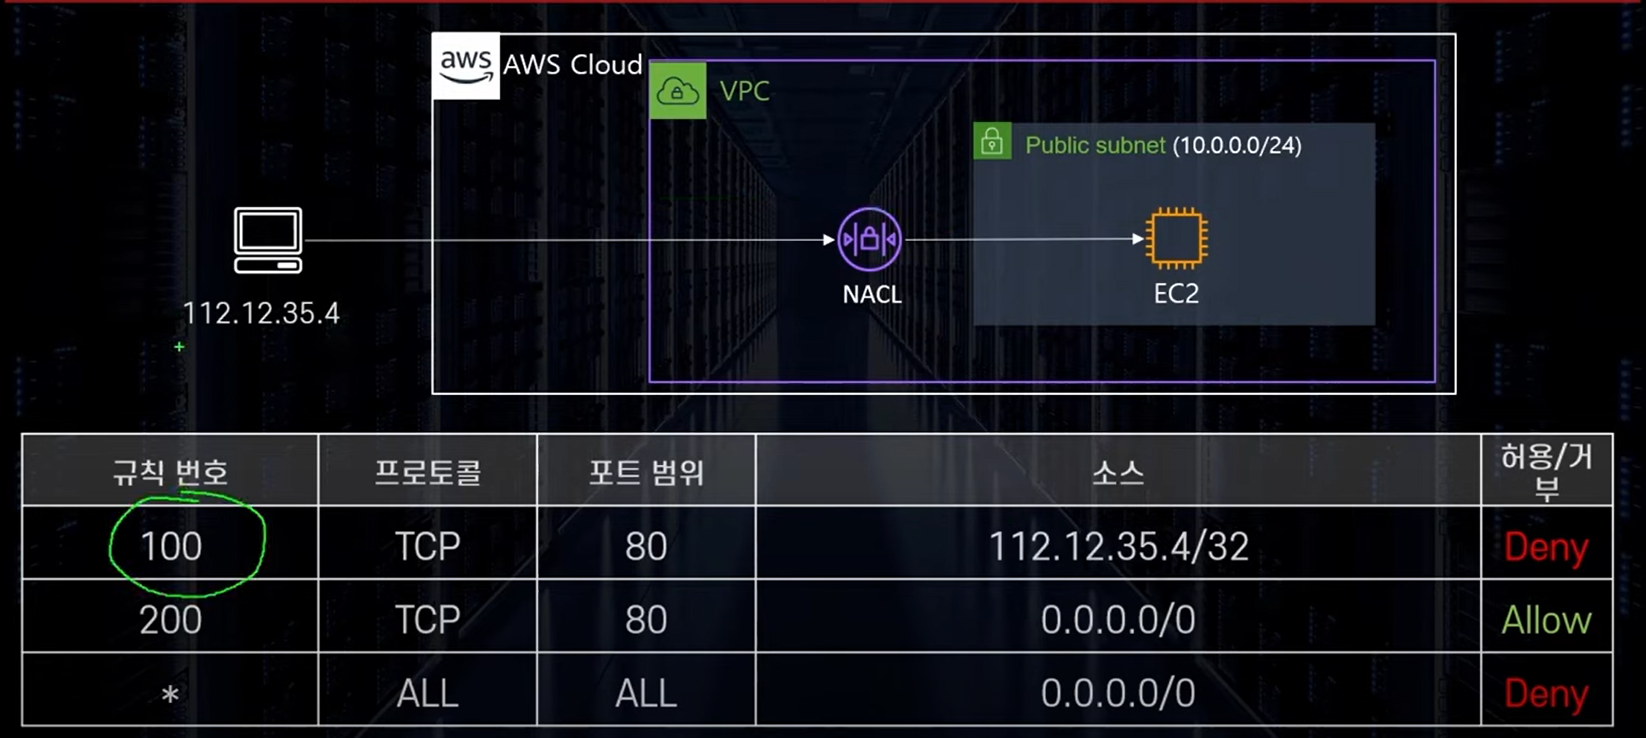 aws
AWS Cloud
VPC
Public subnet (10.0.0.0/24)
112.12.35.4
NACL
EC2
규칙 번호 프로토콜 포트 범위 소스 허용/거
부
100 TCP 80 112.12.35.4/32 Deny
200 TCP 80 0.0.0.0/0 Allow
* ALL ALL 0.0.0.0/0 Deny